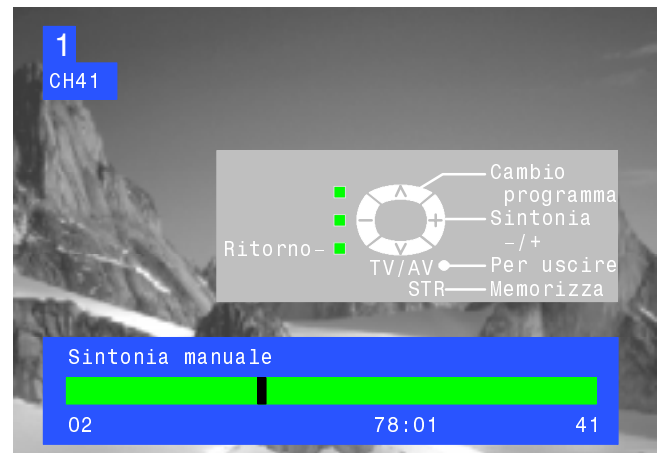 1
CH41
Cambio
programma
Sintonia
-/+
Ritorno-
TV/AV Per uscire
STR Memorizza
Sintonia manuale
02 78:01 41